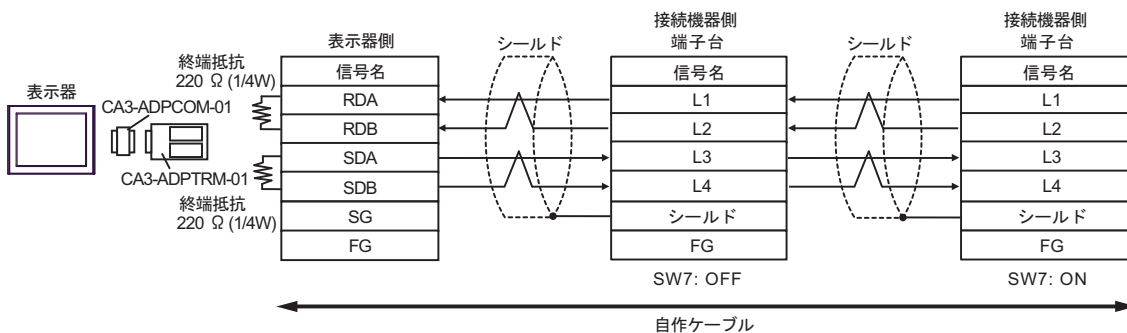 表示器
CA3-ADPCOM-01
CA3-ADPTRM-01
終端抵抗
220 Ω (1/4W)
終端抵抗
220 Ω (1/4W)
表示器側
信号名
RDA
RDB
SDA
SDB
SG
FG
シールド
接続機器側
端子台
信号名
L1
L2
L3
L4
シールド
FG
SW7: OFF
シールド
接続機器側
端子台
信号名
L1
L2
L3
L4
シールド
FG
SW7: ON
自作ケーブル